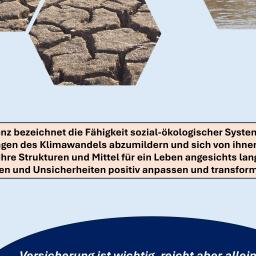 nz bezeichnet die Fähigkeit sozial-ökologischer System
gen des Klimawandels abzumildern und sich von ihnen
ihre Strukturen und Mittel für ein Leben angesichts lang
en und Unsicherheiten positiv anpassen und transform
Versicherung ist wichtig, reicht aber allein